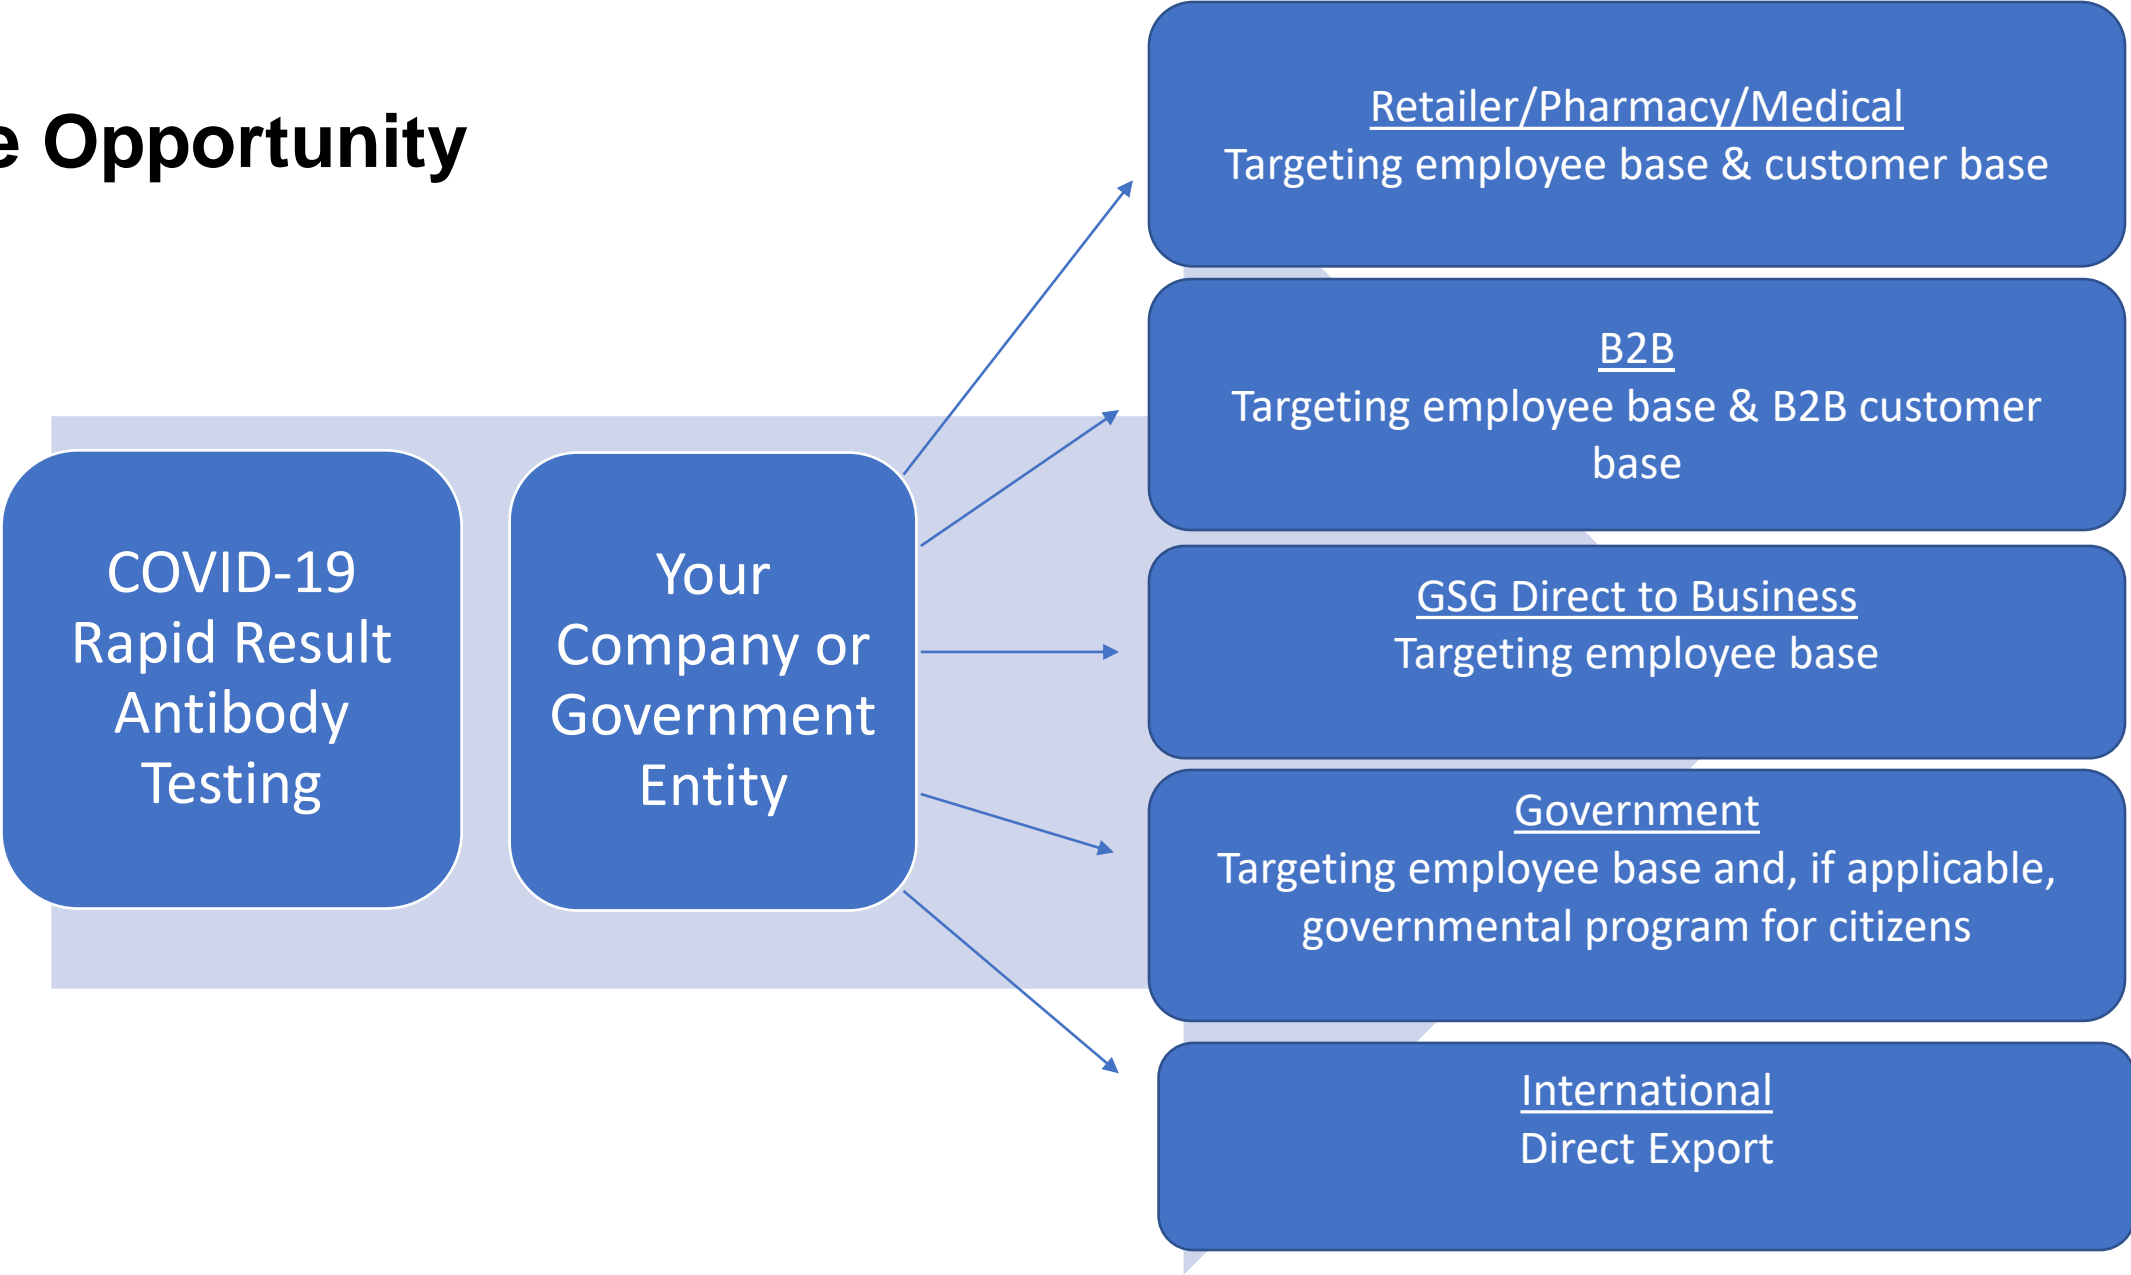 e Opportunity
COVID-19
Rapid Result
Antibody
Testing
Your
Company or
Government
Entity
Retailer/Pharmacy/Medical
Targeting employee base & customer base
B2B
Targeting employee base & B2B customer
base
GSG Direct to Business
Targeting employee base
Government
Targeting employee base and, if applicable,
governmental program for citizens
International
Direct Export